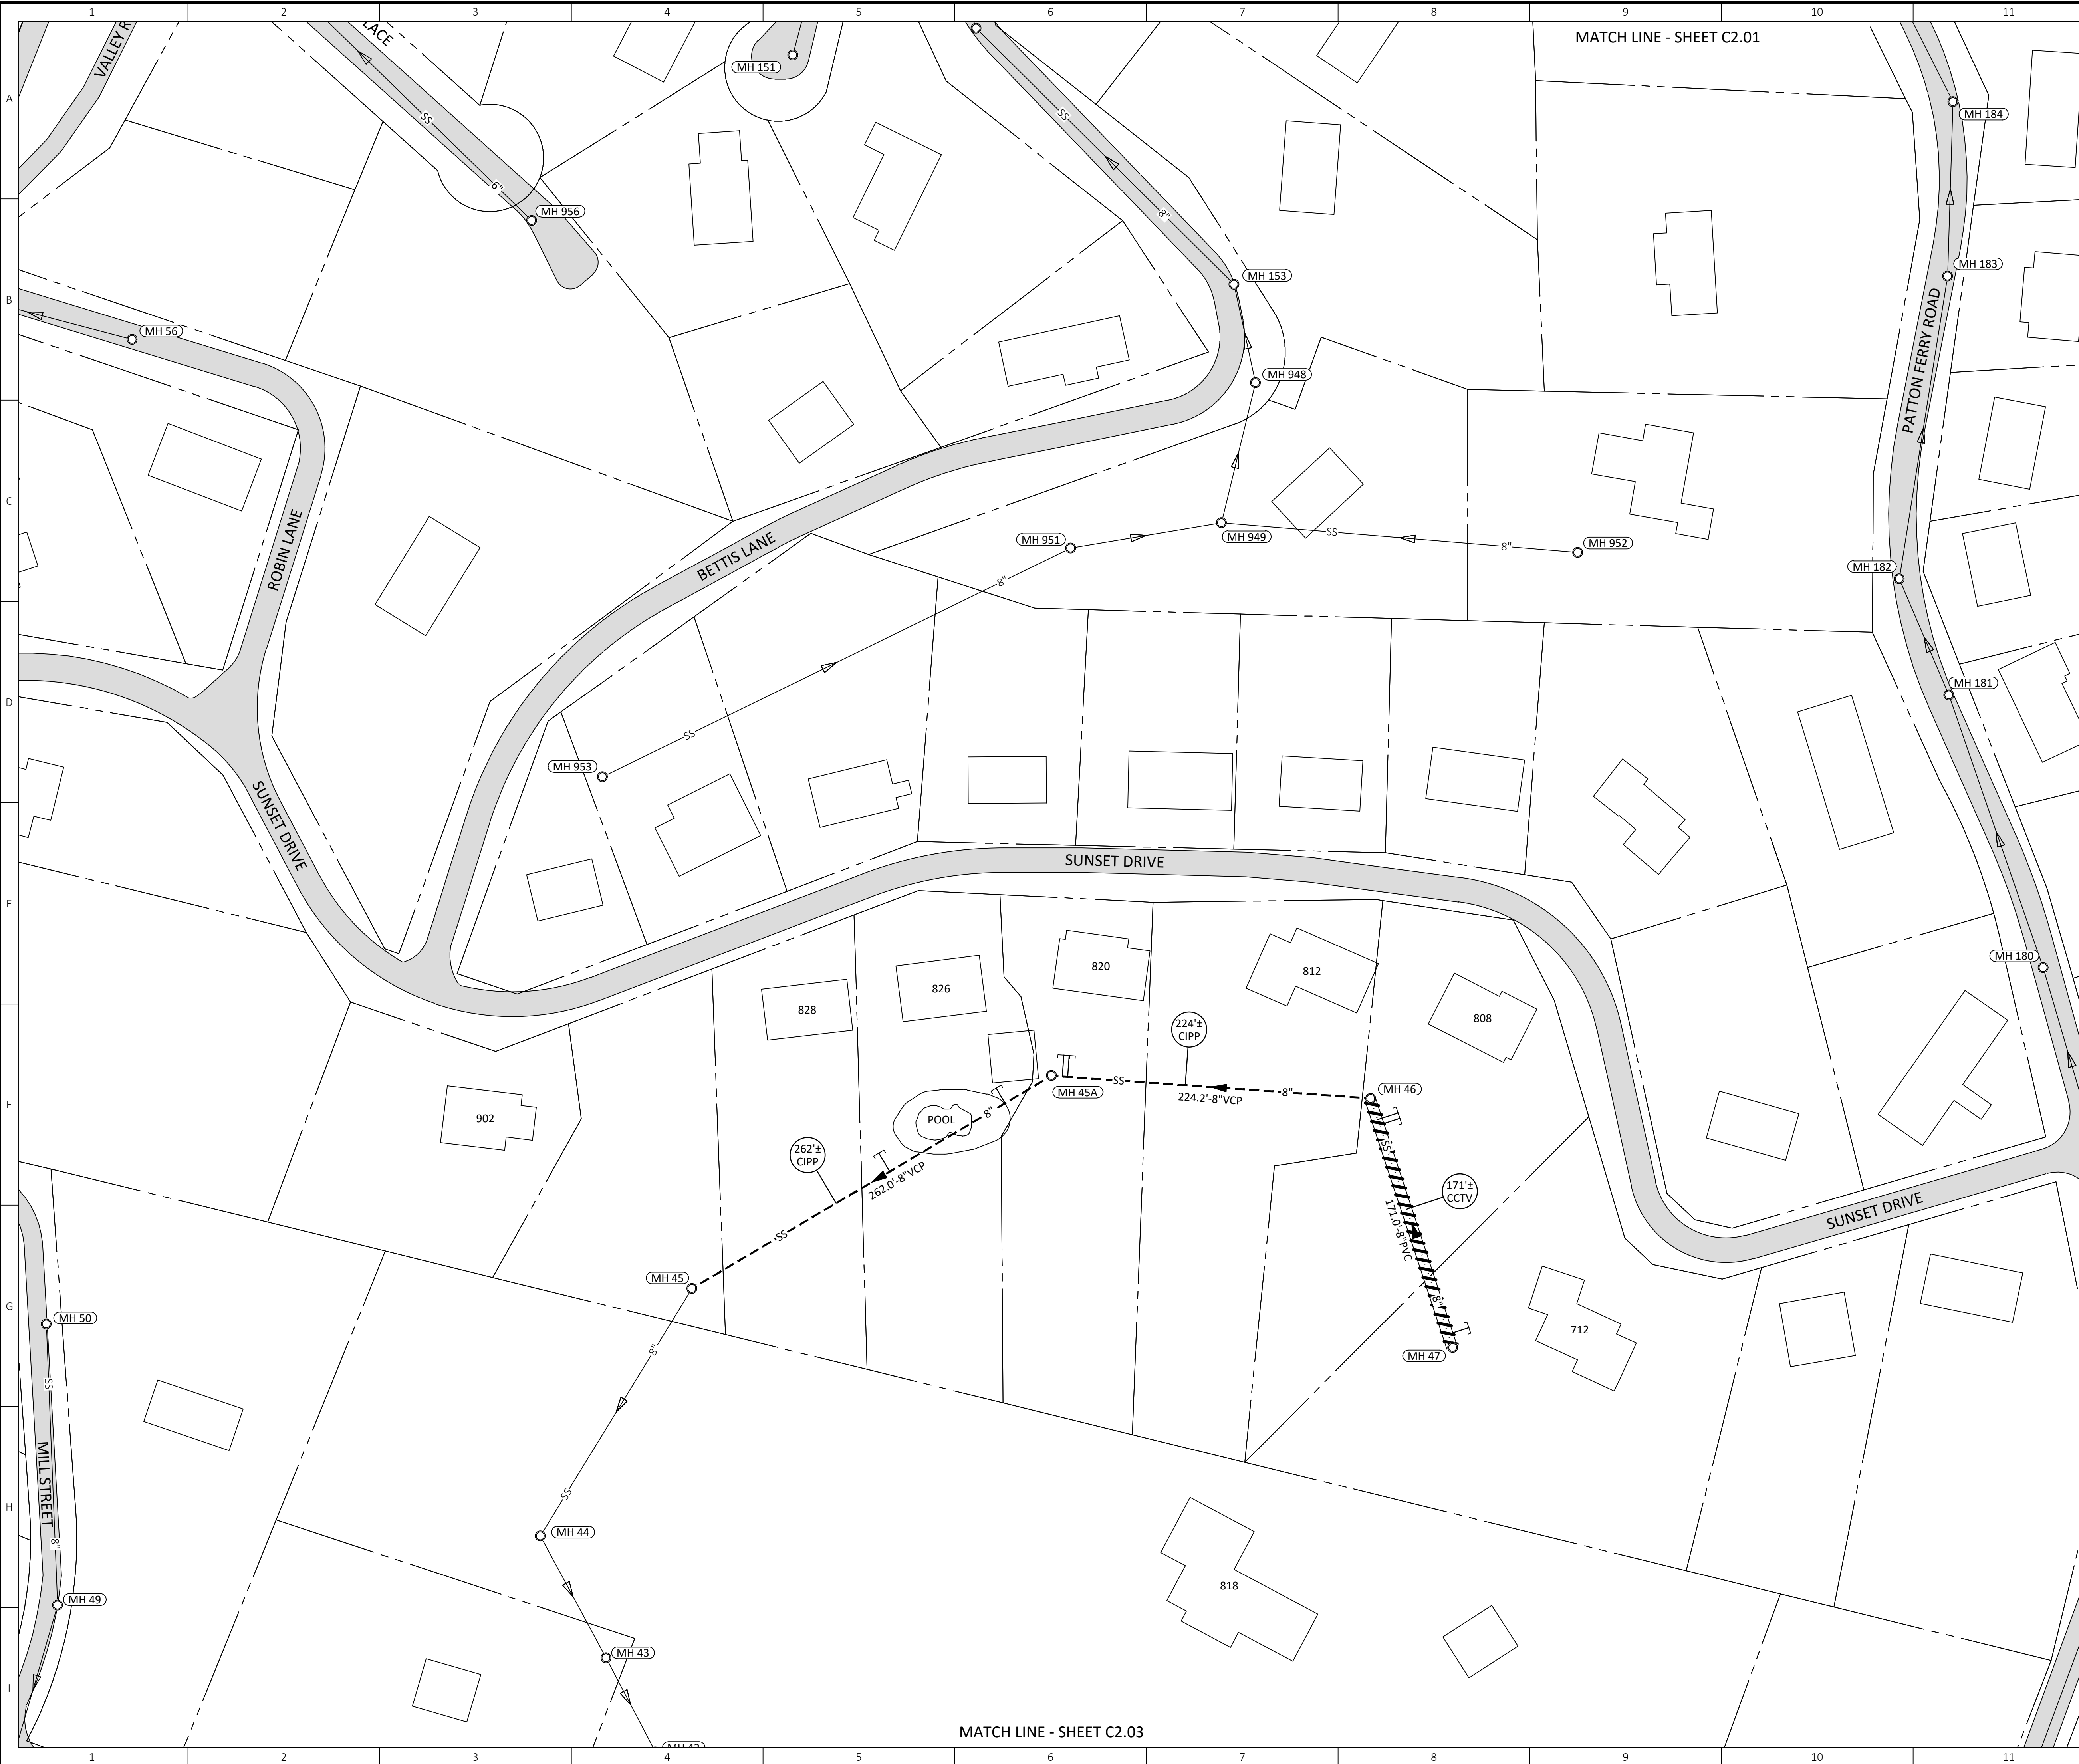 1 2 3 4 5 6 7 8 9 10 11
MATCH LINE - SHEET C2.01
VALLEY R
LACE
MH 151
A
SS
SS
MH 184
6"
MH 956
8"
MH 153
MH 183
B
MH 56
PATTON FERRY ROAD
MH 948
C
ROBIN LANE
BETTIS LANE
MH 951
MH 949
SS
8"
MH 952
MH 182
8"
D
MH 181
SS
MH 953
SUNSET DRIVE
SUNSET DRIVE
E
MH 180
820
812
826
828
808
224'±
CIPP
F
MH 45A
SS
8"
224.2'-8"VCP
MH 46
902
POOL
8"
SS
262'±
CIPP
262.0'-8"VCP
171'±
CCTV
171.0'-8"PVC
SUNSET DRIVE
SS
G
MH 45
8"
MH 50
712
MH 47
8"
SS
H
MILL STREET
SS
MH 44
8"
818
MH 49
MH 43
I
MATCH LINE - SHEET C2.03
1 2 3 4 5 6 7 8 9 10 11